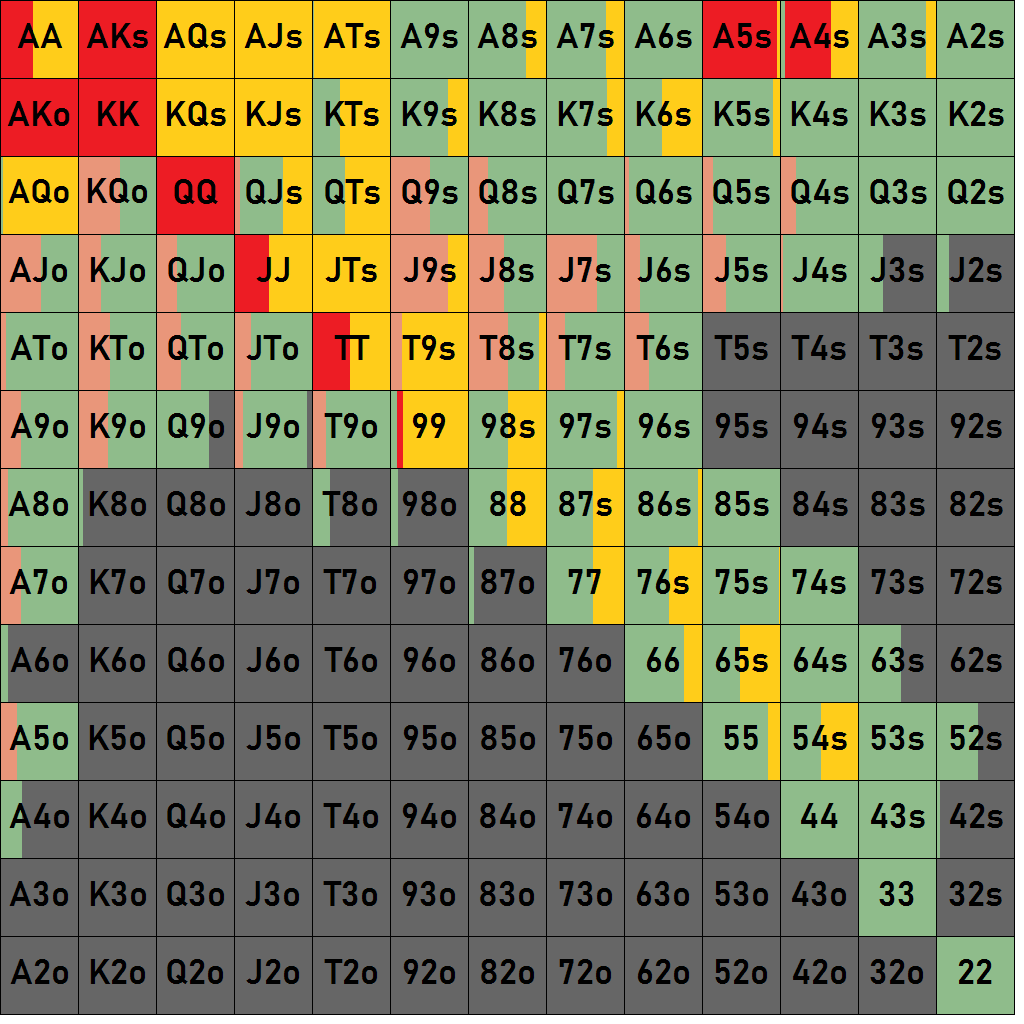 AA AKs AQs AJs ATs A9s A8s A7s A6s A5s A4s A3s A2s
AKo KK KQs KJs KTs K9s K8s K7s K6s K5s K4s K3s K2s
AQo KQo QQ QJs QTs Q9s Q8s Q7s Q6s Q5s Q4s Q3s Q2s
AJo KJo QJo JJ JTs J9s J8s J7s J6s J5s J4s J3s J2s
ATo KTo QTo JTo TT T9s T8s T7s T6s T5s T4s T3s T2s
A9o K9o Q9o J9o T9o 99 98s 97s 96s 95s 94s 93s 92s
A8o K8o Q8o J8o T8o 98o 88 87s 86s 85s 84s 83s 82s
A7o K7o Q7o J7o T7o 97o 87o 77 76s 75s 74s 73s 72s
A6o K6o Q6o J6o T6o 96o 86o 76o 66 65s 64s 63s 62s
A5o K5o Q5o J5o T5o 95o 85o 75o 65o 55 54s 53s 52s
A4o K4o Q4o J4o T4o 94o 84o 74o 64o 54o 44 43s 42s
A3o K3o Q3o J3o T3o 93o 83o 73o 63o 53o 43o 33 32s
A2o K2o Q2o J2o T2o 92o 82o 72o 62o 52o 42o 32o 22